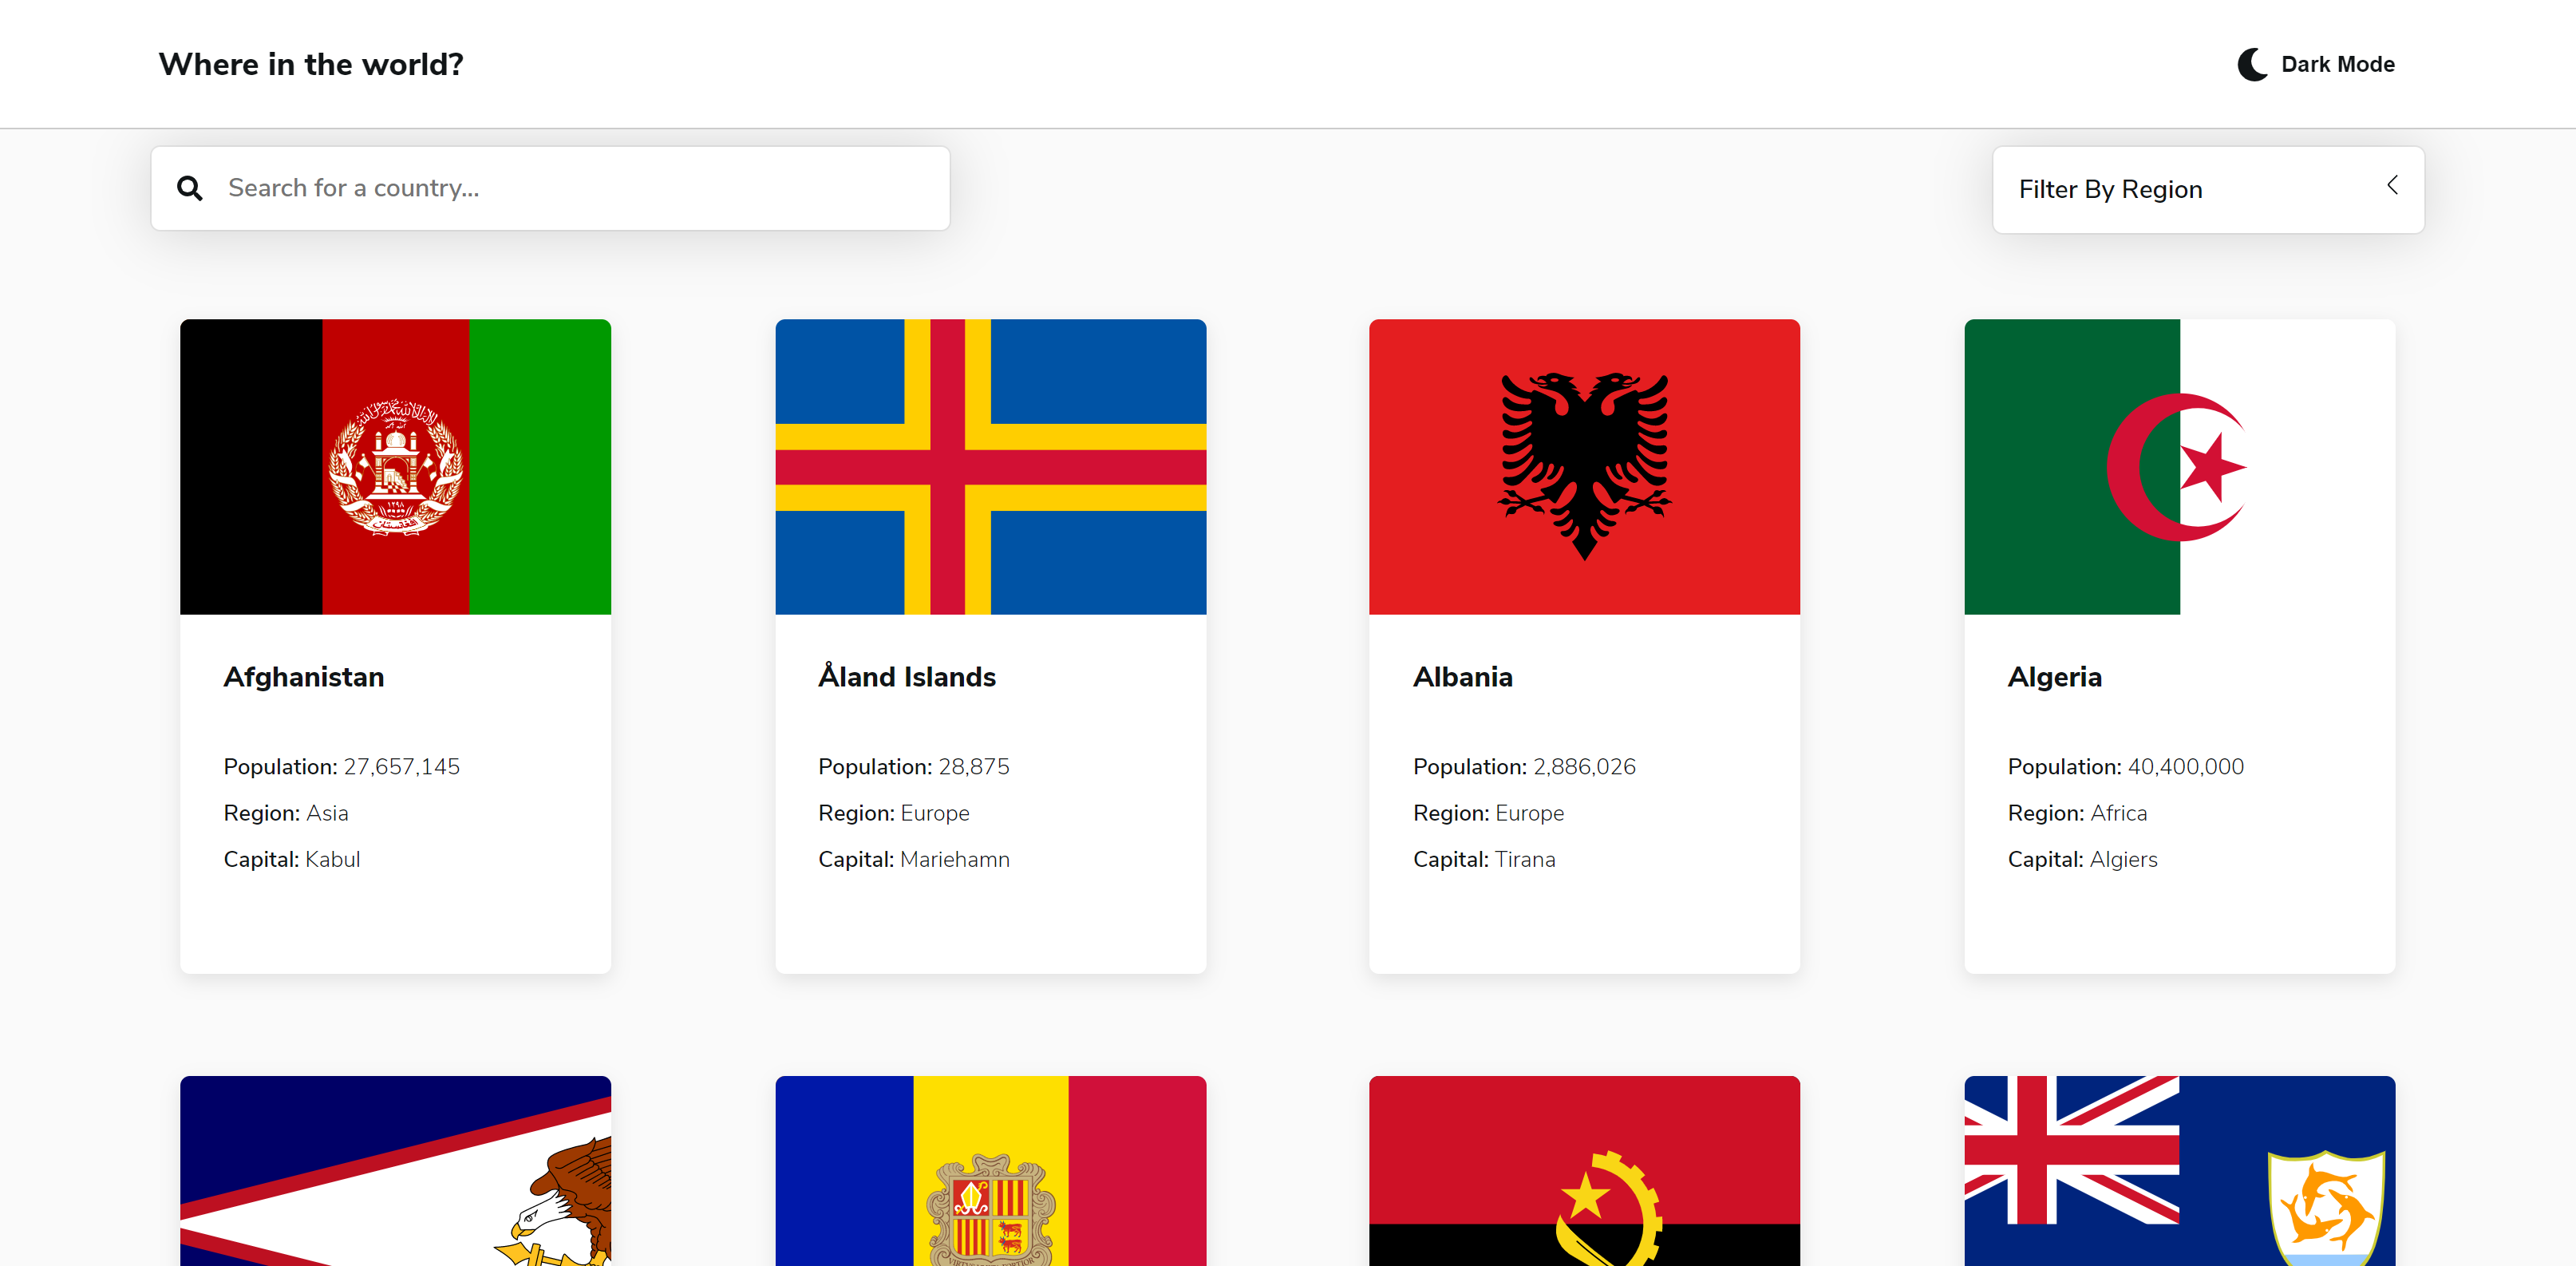 Where in the world?
Dark Mode
Search for a country...
Filter By Region
Afghanistan
Population: 27,657,145
Region: Asia
Capital: Kabul
Åland Islands
Population: 28,875
Region: Europe
Capital: Mariehamn
Albania
Population: 2,886,026
Region: Europe
Capital: Tirana
Algeria
Population: 40,400,000
Region: Africa
Capital: Algiers